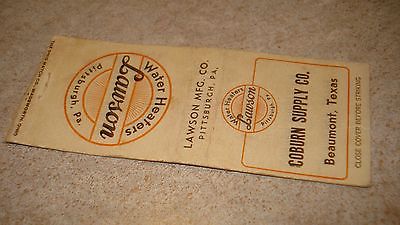 Water Heaters
Lawson
Pittsburgh, Pa.
LAWSON MFG. CO.
PITTSBURGH, PA.
Water Heaters
Lawson
Pittsburgh, Pa.
COBURN SUPPLY CO.
Beaumont, Texas
CLOSE COVER BEFORE STRIKING